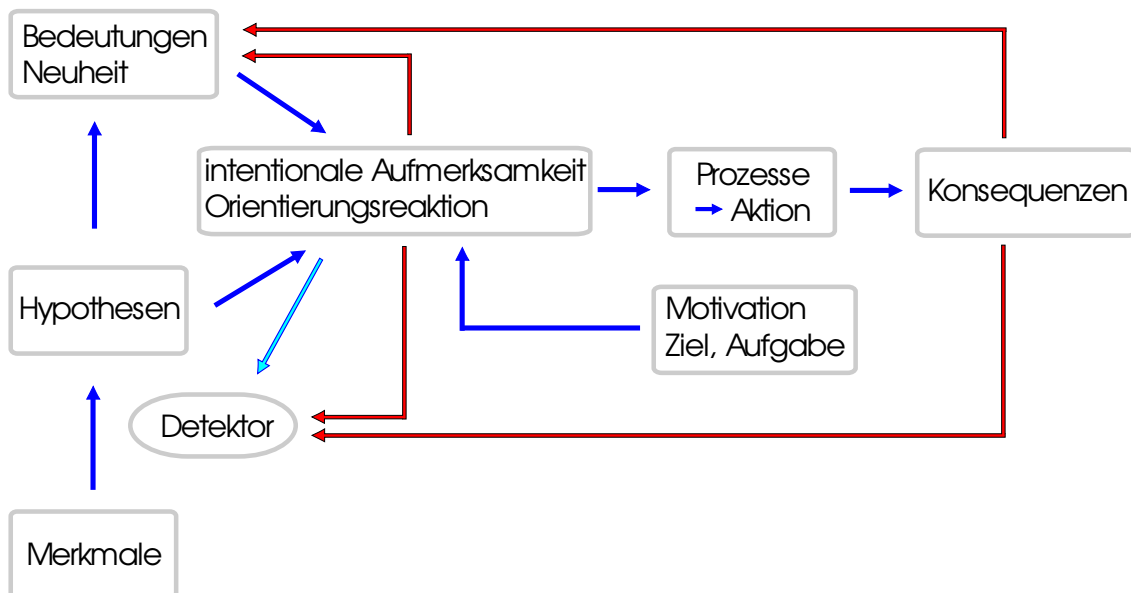 Bedeutungen
Neuheit
intentionale Aufmerksamkeit
Orientierungsreaktion
Prozesse
Aktion
Konsequenzen
Hypothesen
Motivation
Ziel, Aufgabe
Detektor
Merkmale